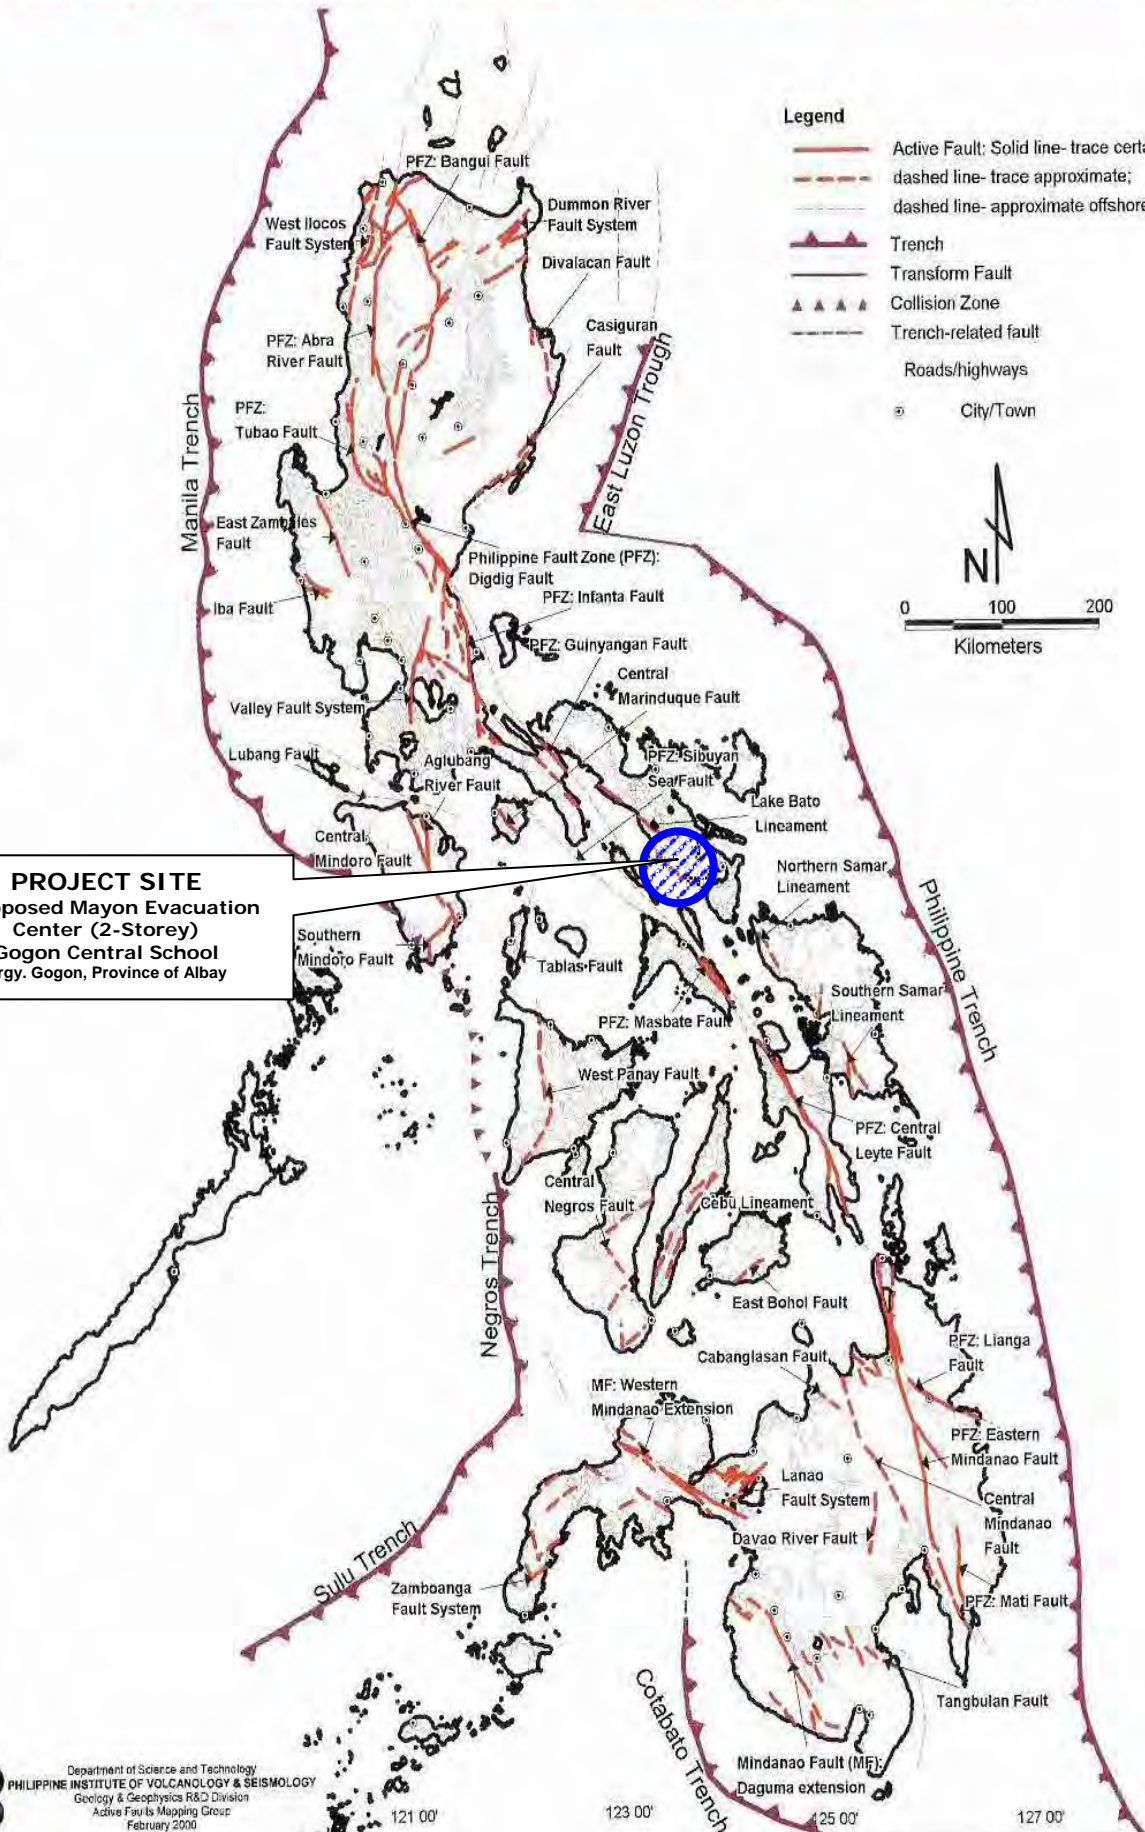 Legend
Active Fault: Solid line- trace certa
dashed line- trace approximate;
dashed line- approximate offshore
Trench
Transform Fault
Collision Zone
Trench-related fault
Roads/highways
City/Town
N
0 100 200
Kilometers
PFZ: Bangui Fault
West Ilocos
Fault System
Dummon River
Fault System
Divalacan Fault
Casiguran
Fault
PFZ: Abra
River Fault
PFZ:
Tubao Fault
Manila Trench
East Luzon Trough
East Zambales
Fault
Philippine Fault Zone (PFZ):
Digdig Fault
Iba Fault
PFZ: Infanta Fault
PFZ: Guinyangan Fault
Central
Marinduque Fault
Valley Fault System
Lubang Fault
Aglubang
River Fault
PFZ: Sibuyan
Sea Fault
Lake Bato
Lineament
Central
Mindoro Fault
Northern Samar
Lineament
PROJECT SITE
oposed Mayon Evacuation
Center (2-Storey)
Gogon Central School
rgy. Gogon, Province of Albay
Southern
Mindoro Fault
Tablas Fault
Philippine Trench
Southern Samar
Lineament
PFZ: Masbate Fault
West Panay Fault
PFZ: Central
Leyte Fault
Central
Negros Fault
Cebu Lineament
Negros Trench
East Bohol Fault
Cabanglasan Fault
PFZ: Lianga
Fault
MF: Western
Mindanao Extension
PFZ: Eastern
Mindanao Fault
Lanao
Fault System
Central
Mindanao
Fault
Davao River Fault
Sulu Trench
Zamboanga
Fault System
PFZ: Mati Fault
Tangbulan Fault
Cotabato Trench
Mindanao Fault (MF):
Daguma extension
Department of Science and Technology
PHILIPPINE INSTITUTE OF VOLCANOLOGY & SEISMOLOGY
Geology & Geophysics R&D Division
Active Faults Mapping Group
February 2000
121 00' 123 00' 125 00' 127 00'